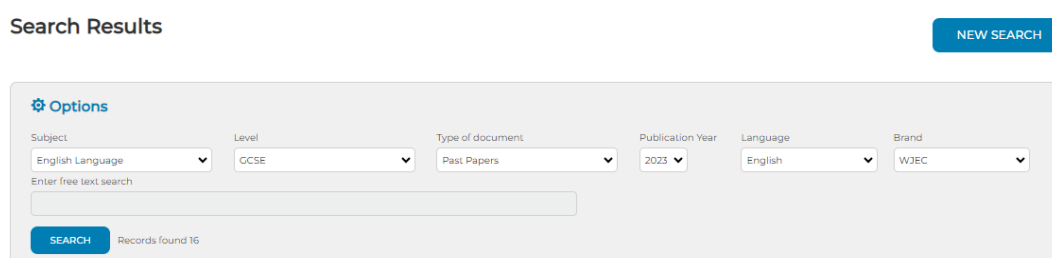 Search Results
NEW SEARCH
Options
Subject Level Type of document Publication Year Language Brand
English Language GCSE Past Papers 2023 English WJEC
Enter free text search
SEARCH Records found 16